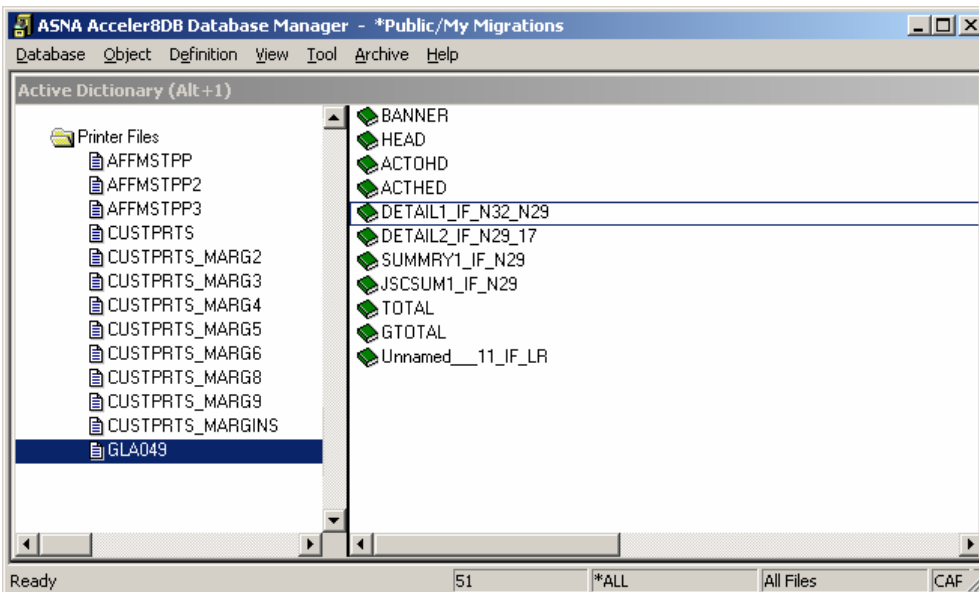 ASNA Acceler8DB Database Manager - *Public/My Migrations
Database Object Definition View Tool Archive Help
Active Dictionary (Alt+1)
Printer Files
AFFMSTPP
AFFMSTPP2
AFFMSTPP3
CUSTPRTS
CUSTPRTS_MARG2
CUSTPRTS_MARG3
CUSTPRTS_MARG4
CUSTPRTS_MARG5
CUSTPRTS_MARG6
CUSTPRTS_MARG8
CUSTPRTS_MARG9
CUSTPRTS_MARGINS
GLA049
BANNER
HEAD
ACTOHD
ACTHED
DETAIL1_IF_N32_N29
DETAIL2_IF_N29_17
SUMMRY1_IF_N29
JSCSUM1_IF_N29
TOTAL
GTOTAL
Unnamed___11_IF_LR
Ready 51 *ALL All Files CAF